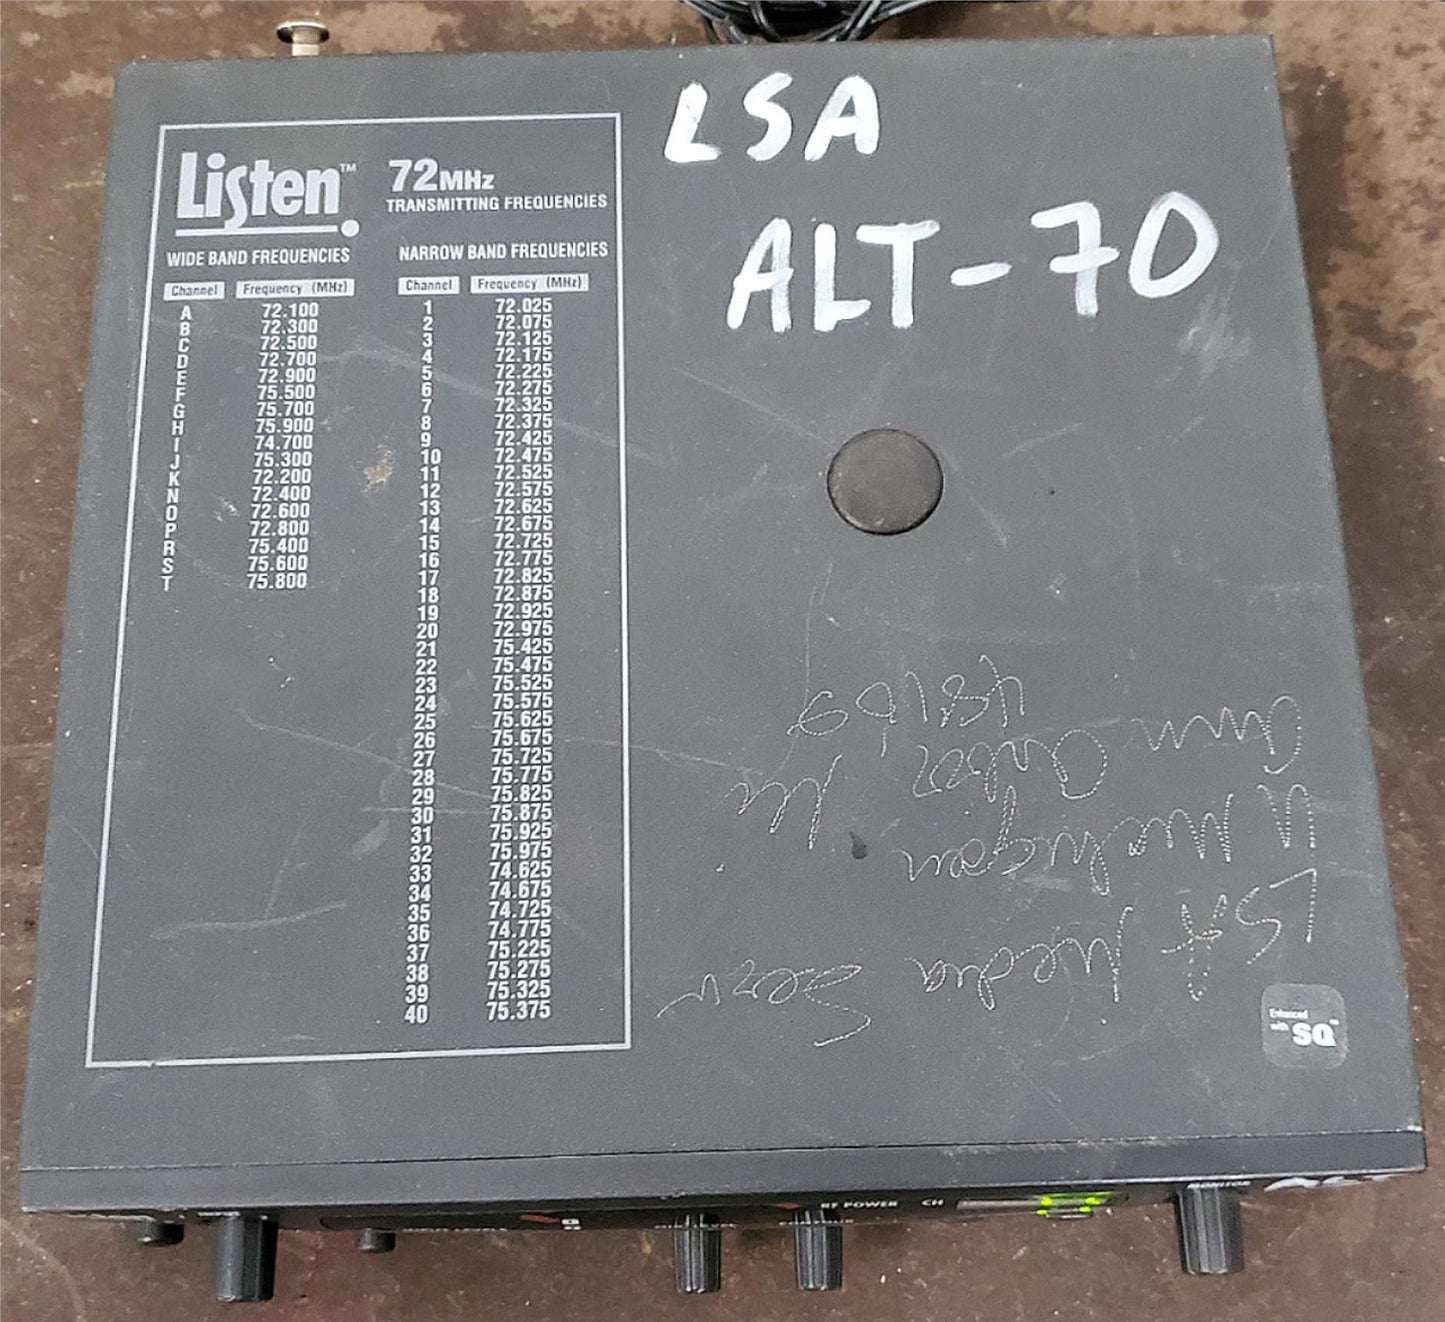 LSA
ALT-70
Listen™
72MHz
TRANSMITTING FREQUENCIES
WIDE BAND FREQUENCIES
Channel Frequency (MHz)
A 72.100
B 72.300
C 72.500
D 72.700
E 72.900
F 75.500
G 75.700
H 75.900
I 74.700
J 75.300
K 72.200
N 72.400
O 72.600
P 72.800
R 75.400
S 75.600
T 75.800
NARROW BAND FREQUENCIES
Channel Frequency (MHz)
1 72.025
2 72.075
3 72.125
4 72.175
5 72.225
6 72.275
7 72.325
8 72.375
9 72.425
10 72.475
11 72.525
12 72.575
13 72.625
14 72.675
15 72.725
16 72.775
17 72.825
18 72.875
19 72.925
20 72.975
21 75.425
22 75.475
23 75.525
24 75.575
25 75.625
26 75.675
27 75.725
28 75.775
29 75.825
30 75.875
31 75.925
32 75.975
33 74.625
34 74.675
35 74.725
36 74.775
37 75.225
38 75.275
39 75.325
40 75.375
LSA Media
U Michigan
Ann Arbor, Mi
48109
Enhanced
with SQ™
RF POWER CH
MONITOR